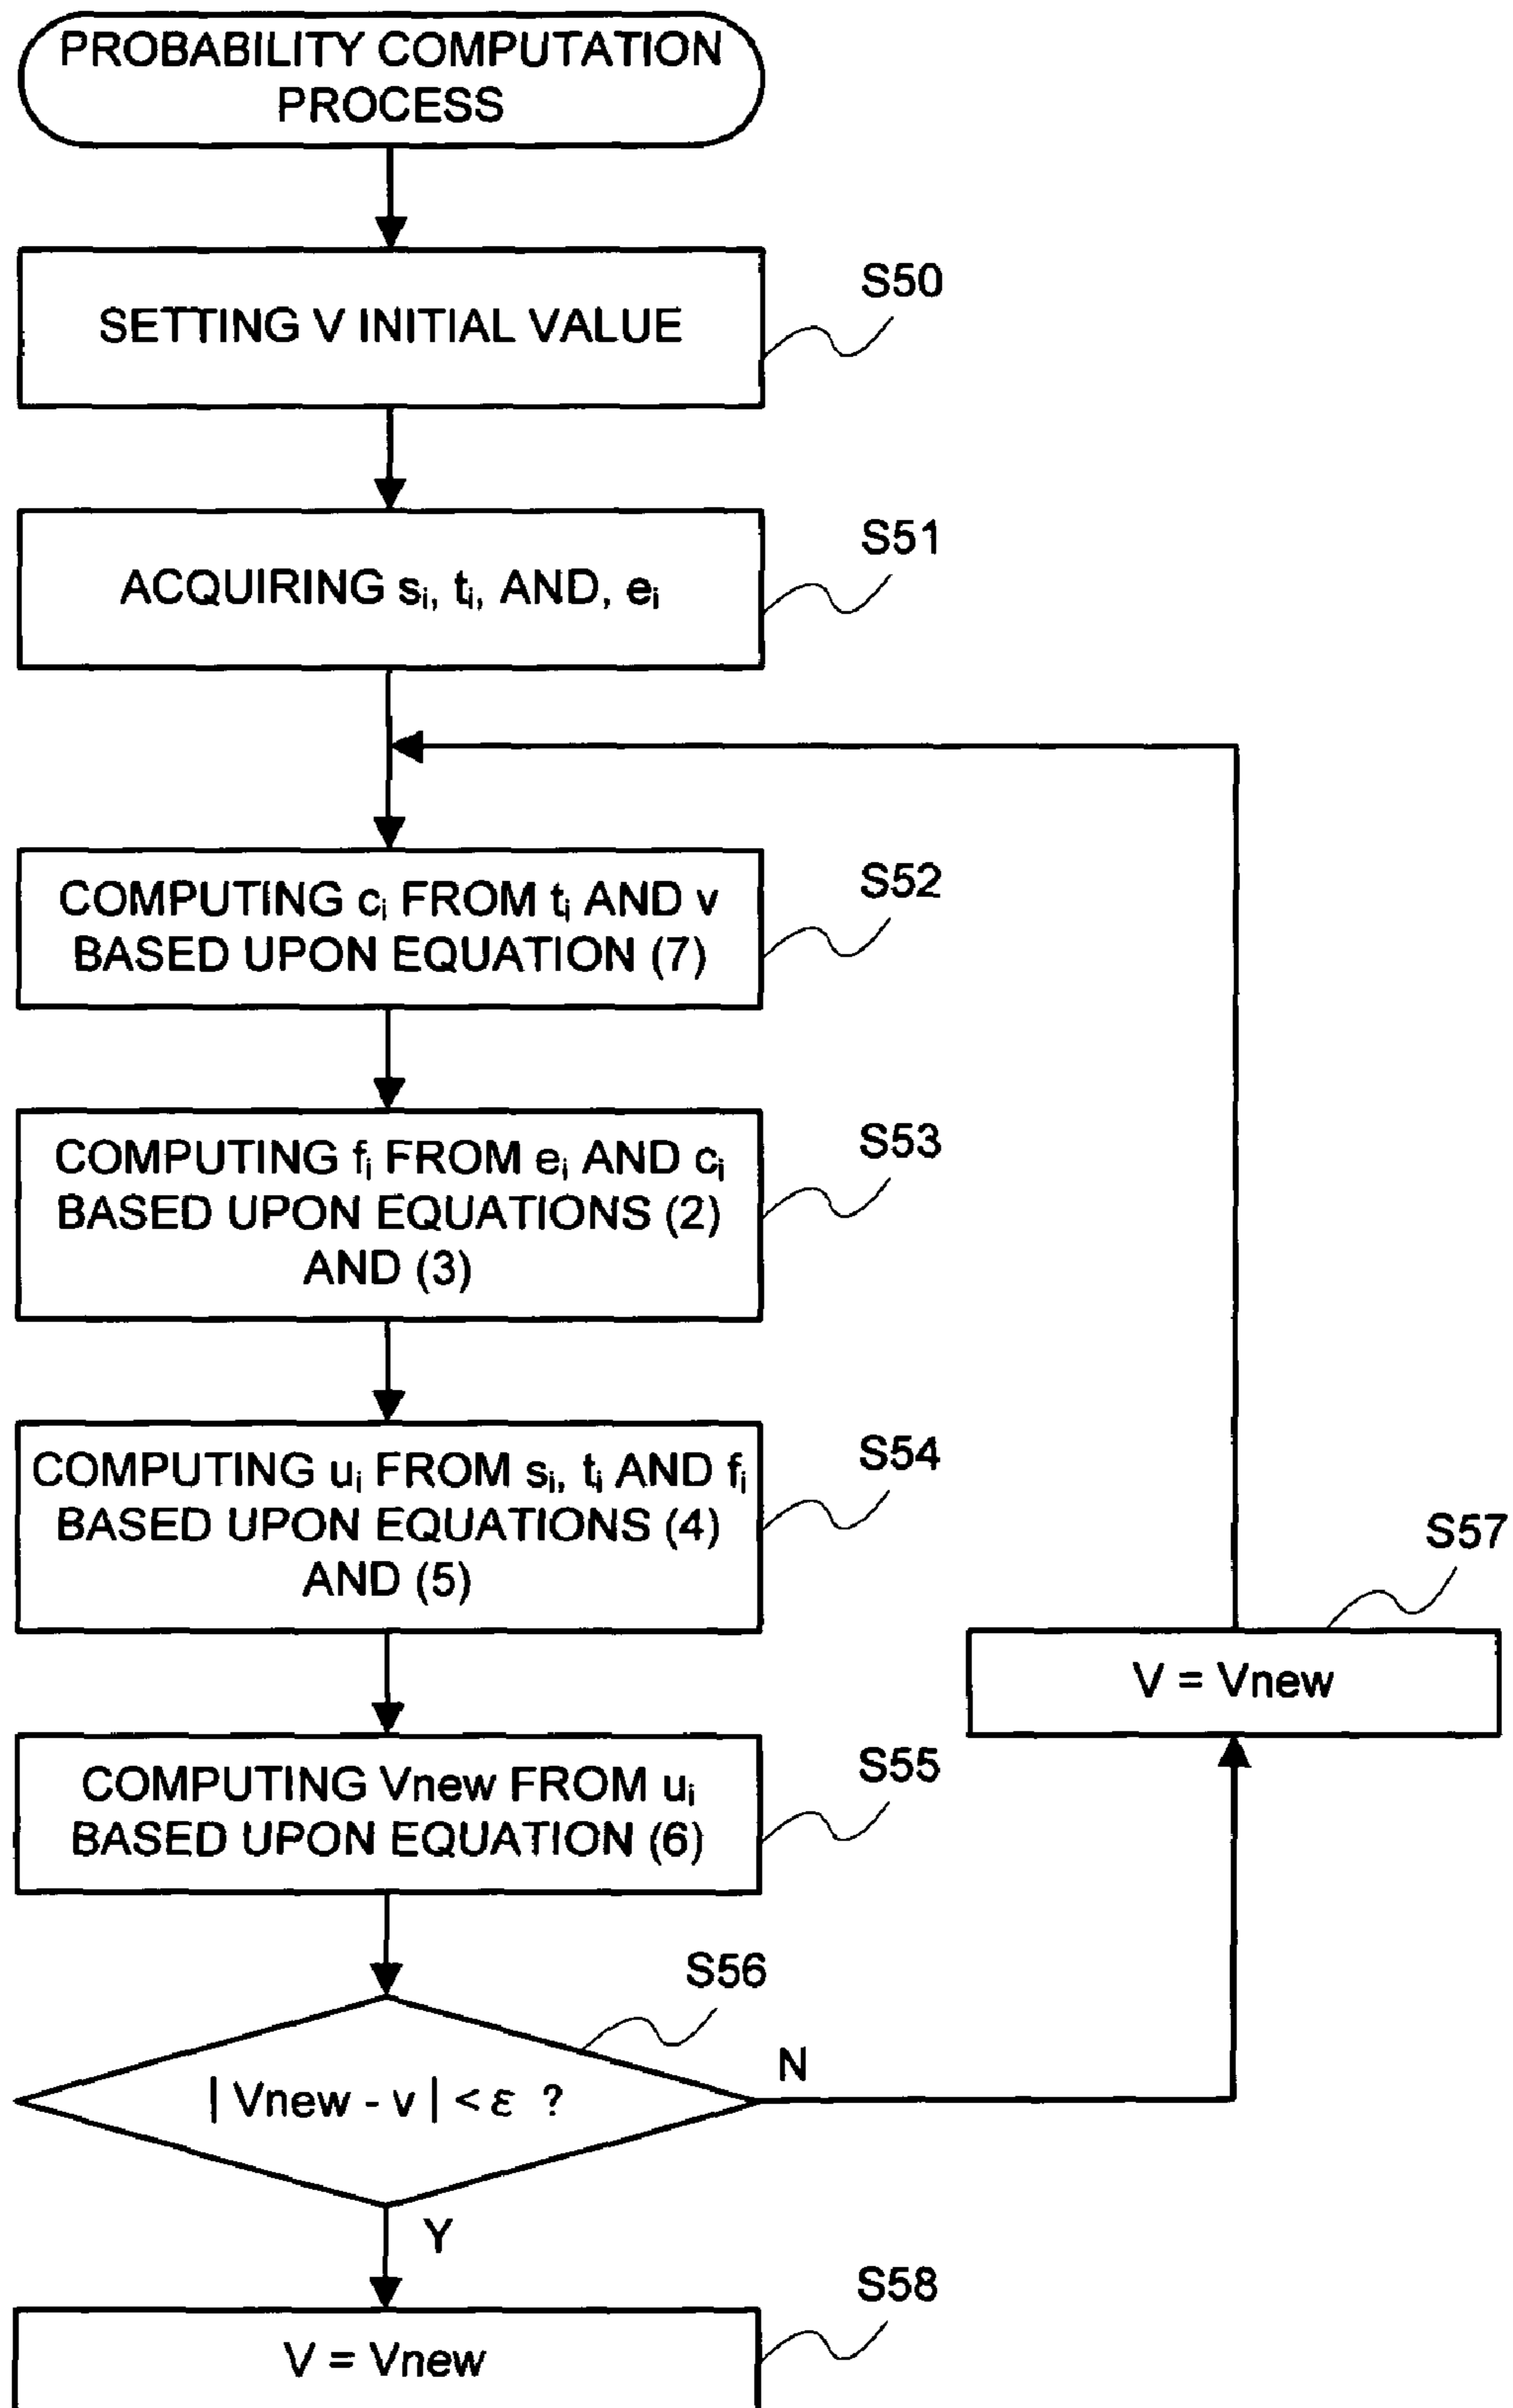 PROBABILITY COMPUTATION
PROCESS
S50
SETTING V INITIAL VALUE
S51
ACQUIRING si, ti, AND, ei
S52
COMPUTING ci FROM ti AND v
BASED UPON EQUATION (7)
S53
COMPUTING fi FROM ei AND ci
BASED UPON EQUATIONS (2)
AND (3)
S54
COMPUTING ui FROM si, ti AND fi
BASED UPON EQUATIONS (4)
AND (5)
S57
V = Vnew
S55
COMPUTING Vnew FROM ui
BASED UPON EQUATION (6)
S56
| Vnew - v | < ε ?
N
Y
S58
V = Vnew